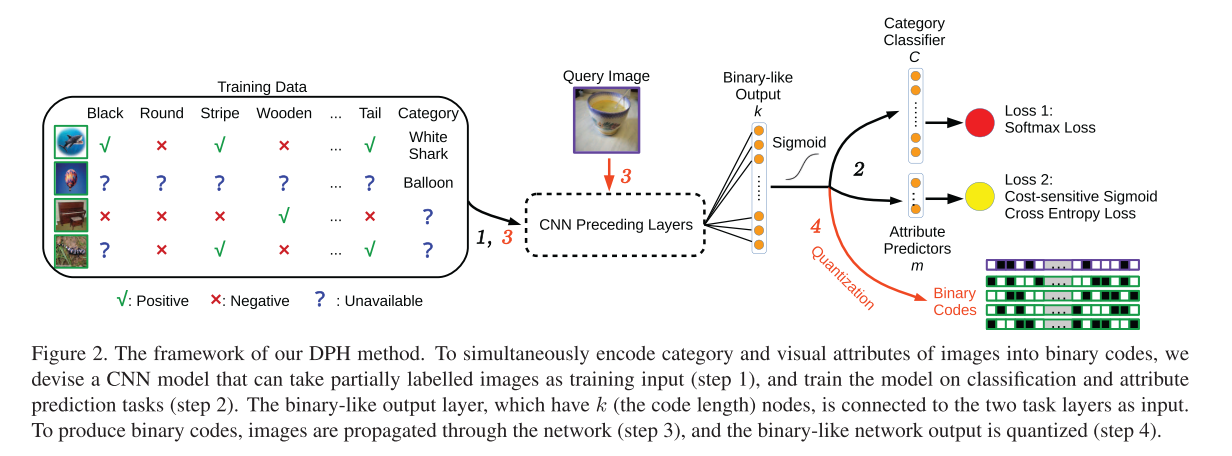 Training Data
Black Round Stripe Wooden ... Tail Category
√ × √ × ... √ White Shark
? ? ? ? ... ? Balloon
× × × √ ... × ?
? × √ × ... √ ?
√: Positive ×: Negative ? : Unavailable
1, 3
Query Image
3
CNN Preceding Layers
Binary-like
Output
k
Sigmoid
2
Category
Classifier
C
Loss 1:
Softmax Loss
Loss 2:
Cost-sensitive Sigmoid
Cross Entropy Loss
Attribute
Predictors
m
4
Quantization
Binary
Codes
...
...
...
...
...
Figure 2. The framework of our DPH method. To simultaneously encode category and visual attributes of images into binary codes, we
devise a CNN model that can take partially labelled images as training input (step 1), and train the model on classification and attribute
prediction tasks (step 2). The binary-like output layer, which have k (the code length) nodes, is connected to the two task layers as input.
To produce binary codes, images are propagated through the network (step 3), and the binary-like network output is quantized (step 4).